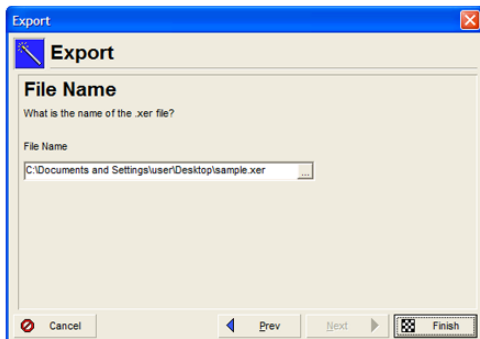 Export
Export
File Name
What is the name of the .xer file?
File Name
C:\Documents and Settings\user\Desktop\sample.xer
...
Cancel
Prev
Next
Finish